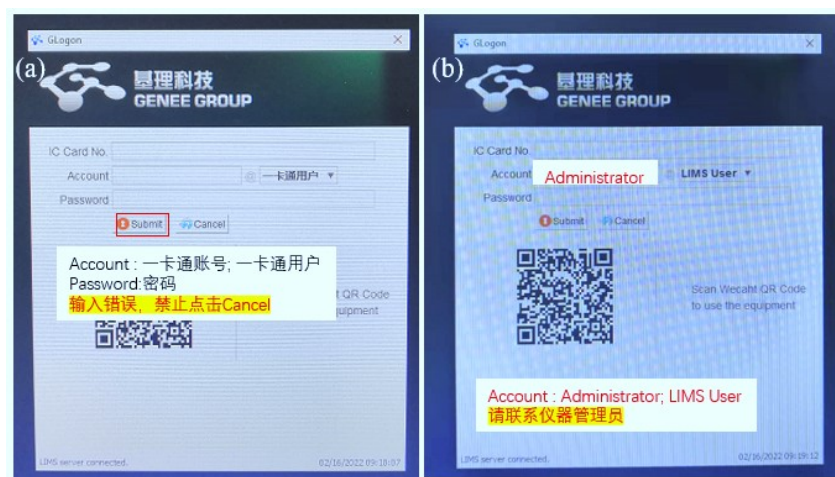 GLogon
(a)
基理科技
GENEE GROUP
IC Card No.
Account @ 一卡通用户
Password
Submit Cancel
Account : 一卡通账号; 一卡通用户
Password:密码
输入错误，禁止点击Cancel
QR Code
equipment
LIMS server connected.
02/16/2022 09:18:07
GLogon
(b)
基理科技
GENEE GROUP
IC Card No.
Account Administrator @ LIMS User
Password
Submit Cancel
Scan Wecaht QR Code
to use the equipment
Account : Administrator; LIMS User
请联系仪器管理员
LIMS server connected.
02/16/2022 09:19:12